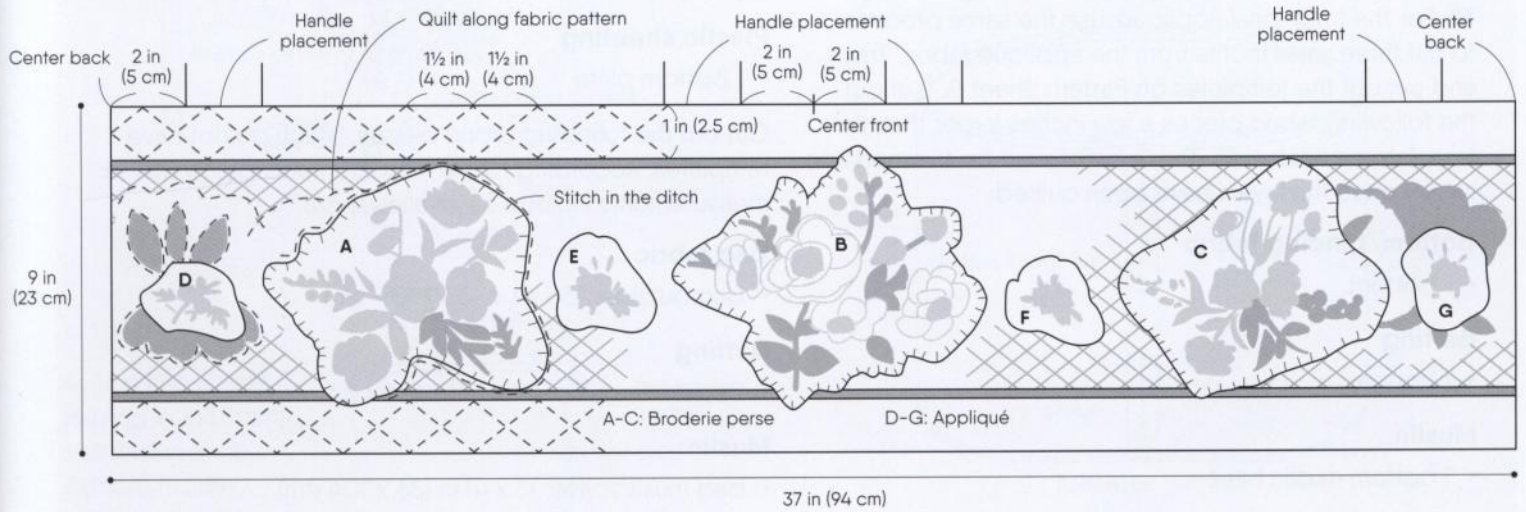 Center back
2 in
(5 cm)
Handle
placement
Quilt along fabric pattern
1½ in
(4 cm)
1½ in
(4 cm)
Handle placement
2 in
(5 cm)
2 in
(5 cm)
Handle
placement
Center
back
1 in (2.5 cm)
Center front
Stitch in the ditch
9 in
(23 cm)
A
B
C
D
E
F
G
A-C: Broderie perse
D-G: Appliqué
37 in (94 cm)